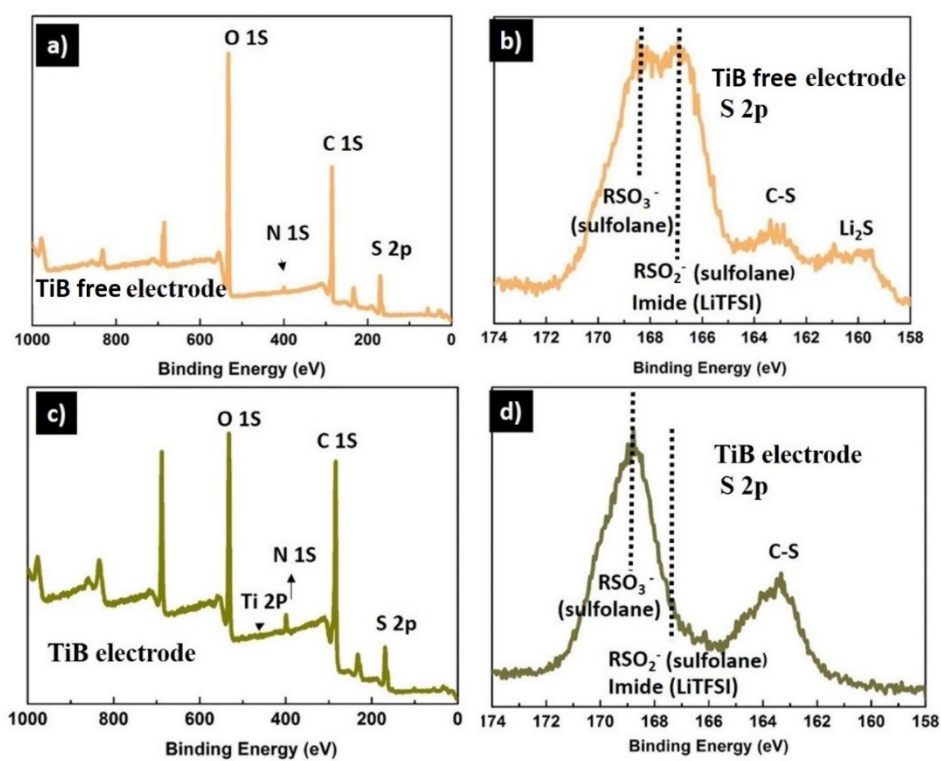 a)
O 1S
C 1S
N 1S
S 2p
TiB free electrode
1000 800 600 400 200 0
Binding Energy (eV)
b)
TiB free electrode
S 2p
RSO₃⁻
(sulfolane)
C-S
Li₂S
RSO₂⁻ (sulfolane)
Imide (LiTFSI)
174 172 170 168 166 164 162 160 158
Binding Energy (eV)
c)
O 1S
C 1S
N 1S
Ti 2P
S 2p
TiB electrode
1000 800 600 400 200 0
Binding Energy (eV)
d)
TiB electrode
S 2p
C-S
RSO₃⁻
(sulfolane)
RSO₂⁻ (sulfolane)
Imide (LiTFSI)
174 172 170 168 166 164 162 160 158
Binding Energy (eV)